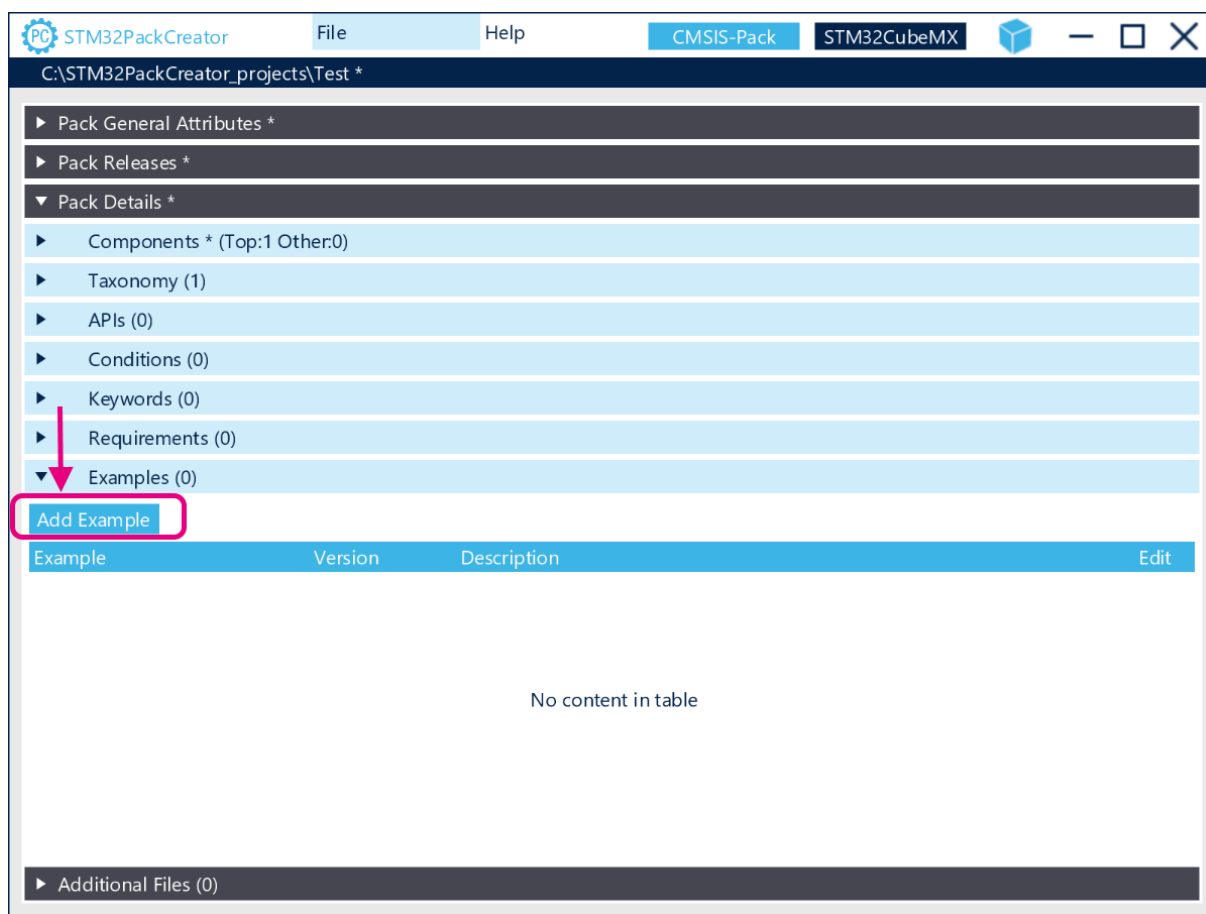 PC STM32PackCreator File Help CMSIS-Pack STM32CubeMX
C:\STM32PackCreator_projects\Test *
Pack General Attributes *
Pack Releases *
Pack Details *
Components * (Top:1 Other:0)
Taxonomy (1)
APIs (0)
Conditions (0)
Keywords (0)
Requirements (0)
Examples (0)
Add Example
Example Version Description Edit
No content in table
Additional Files (0)